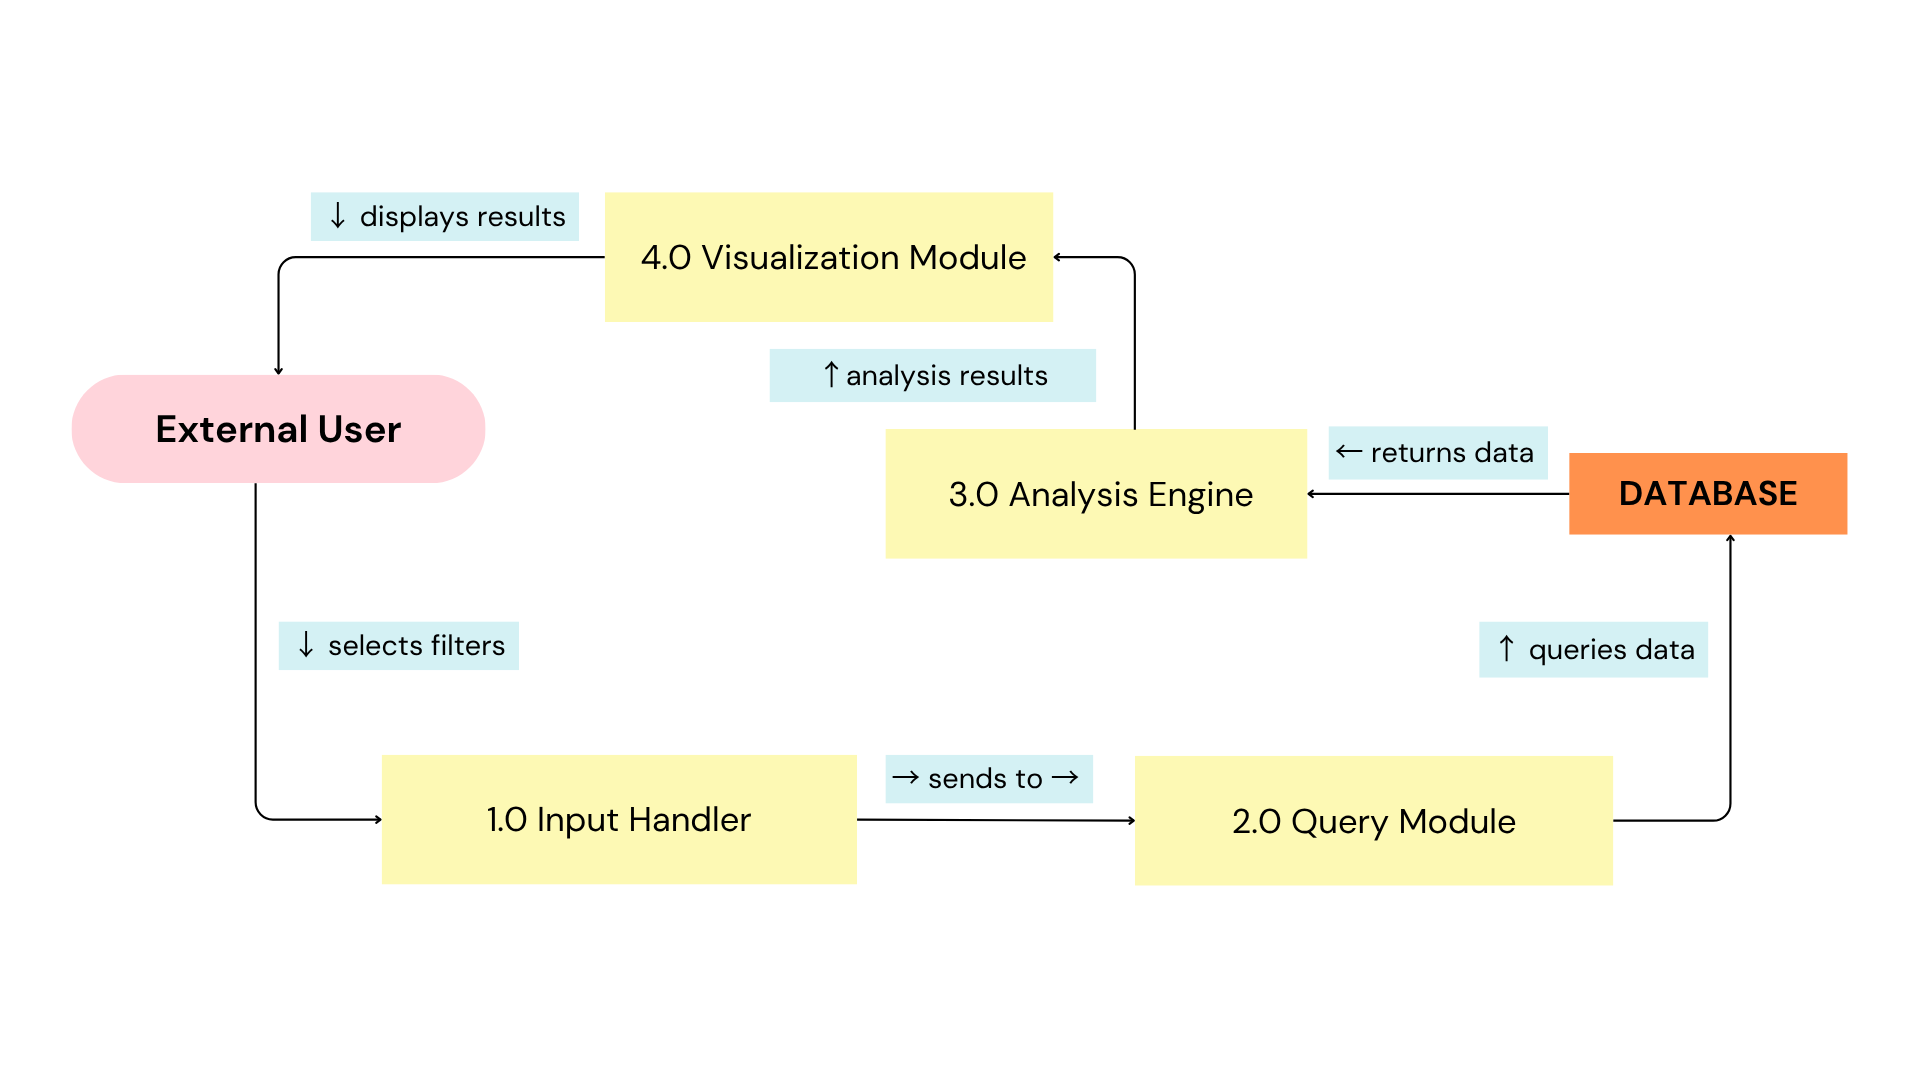 ↓ displays results
4.0 Visualization Module
↑ analysis results
External User
← returns data
3.0 Analysis Engine
DATABASE
↓ selects filters
↑ queries data
→ sends to →
1.0 Input Handler
2.0 Query Module